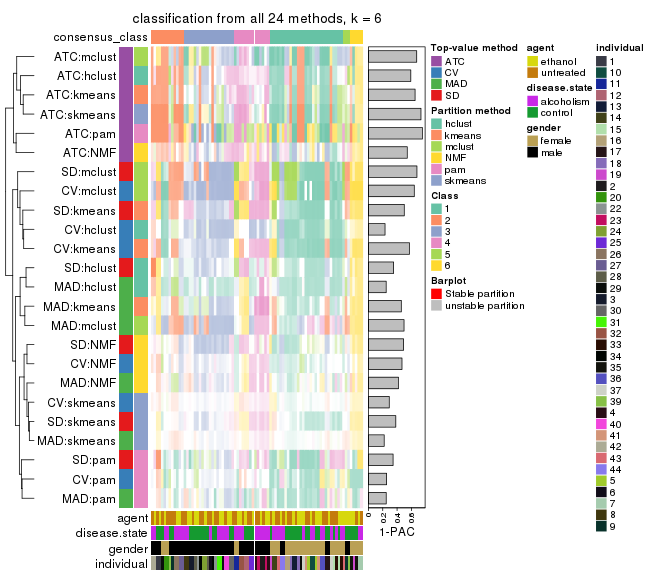 classification from all 24 methods, k = 6
consensus_class
ATC:mclust
ATC:hclust
ATC:kmeans
ATC:skmeans
ATC:pam
ATC:NMF
SD:mclust
CV:mclust
SD:kmeans
CV:hclust
CV:kmeans
SD:hclust
MAD:hclust
MAD:kmeans
MAD:mclust
SD:NMF
CV:NMF
MAD:NMF
CV:skmeans
SD:skmeans
MAD:skmeans
SD:pam
CV:pam
MAD:pam
agent
disease.state
gender
individual
0
0.2
0.4
0.6
1-PAC
Top-value method
ATC
CV
MAD
SD
Partition method
hclust
kmeans
mclust
NMF
pam
skmeans
Class
1
2
3
4
5
6
Barplot
Stable partition
unstable partition
agent
ethanol
untreated
disease.state
alcoholism
control
gender
female
male
individual
1
10
11
12
13
14
15
16
17
18
19
2
20
22
23
24
25
26
27
28
29
3
30
31
32
33
34
35
36
37
39
4
40
41
42
43
44
5
6
7
8
9